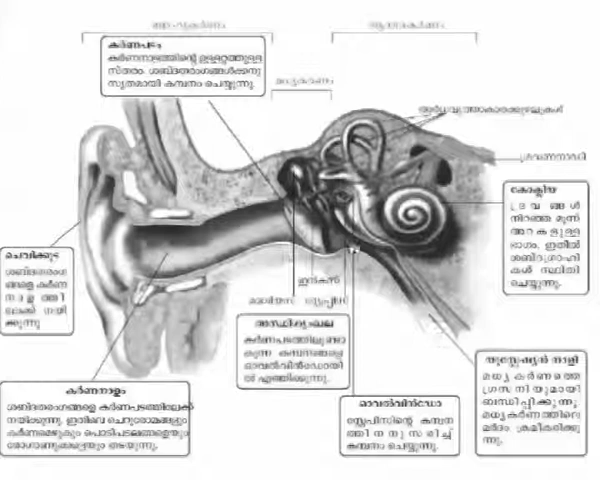 ബാഹ്യകർണം
ആന്തരകർണം
മധ്യകർണം
കർണപടം
കർണനാളത്തിന്റെ ഉള്ളറ്റത്തുള്ള
സ്തരം. ശബ്ദതരംഗങ്ങൾക്കനു
സൃതമായി കമ്പനം ചെയ്യുന്നു.
അർധവൃത്താകാരക്കുഴലുകൾ
ശ്രവണനാഡി
കോക്ലിയ
ദ്രവങ്ങൾ
നിറഞ്ഞ മൂന്ന്
അറകളുള്ള
ഭാഗം. ഇതിൽ
ശബ്ദഗ്രാഹി
കൾ സ്ഥിതി
ചെയ്യുന്നു.
ചെവിക്കുട
ശബ്ദതരംഗ
ങ്ങളെ കർണ
നാളത്തി
ലേക്ക് നയി
ക്കുന്നു
ഇൻകസ്
മാലിയസ് സ്റ്റേപിസ്
അസ്ഥിശൃംഖല
കർണപടത്തിലുണ്ടാ
കുന്ന കമ്പനങ്ങളെ
ഓവൽവിൻഡോയി
ൽ എത്തിക്കുന്നു.
കർണനാളം
ശബ്ദതരംഗങ്ങളെ കർണപടത്തിലേക്ക്
നയിക്കുന്നു. ഇതിലെ ചെറുരോമങ്ങളും
കർണമെഴുകും പൊടിപടലങ്ങളെയും
രോഗാണുക്കളെയും തടയുന്നു.
ഓവൽവിൻഡോ
സ്റ്റേപിസിന്റെ കമ്പന
ത്തിനനുസരിച്ച്
കമ്പനം ചെയ്യുന്നു.
യൂസ്റ്റേഷ്യൻ നാളി
മധ്യകർണത്തെ
ഗ്രസനിയുമായി
ബന്ധിപ്പിക്കുന്നു.
മധ്യകർണത്തിലെ
മർദം ക്രമീകരിക്കു
ന്നു.